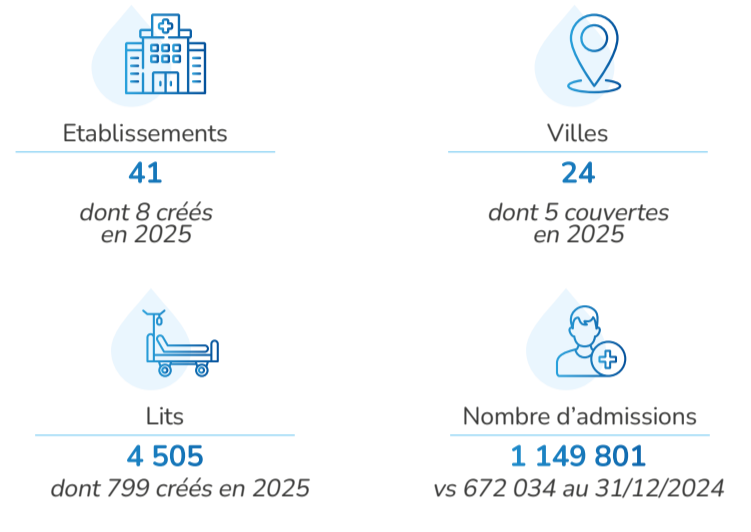 Etablissements
41
dont 8 créés
en 2025
Villes
24
dont 5 couvertes
en 2025
Lits
4 505
dont 799 créés en 2025
Nombre d’admissions
1 149 801
vs 672 034 au 31/12/2024